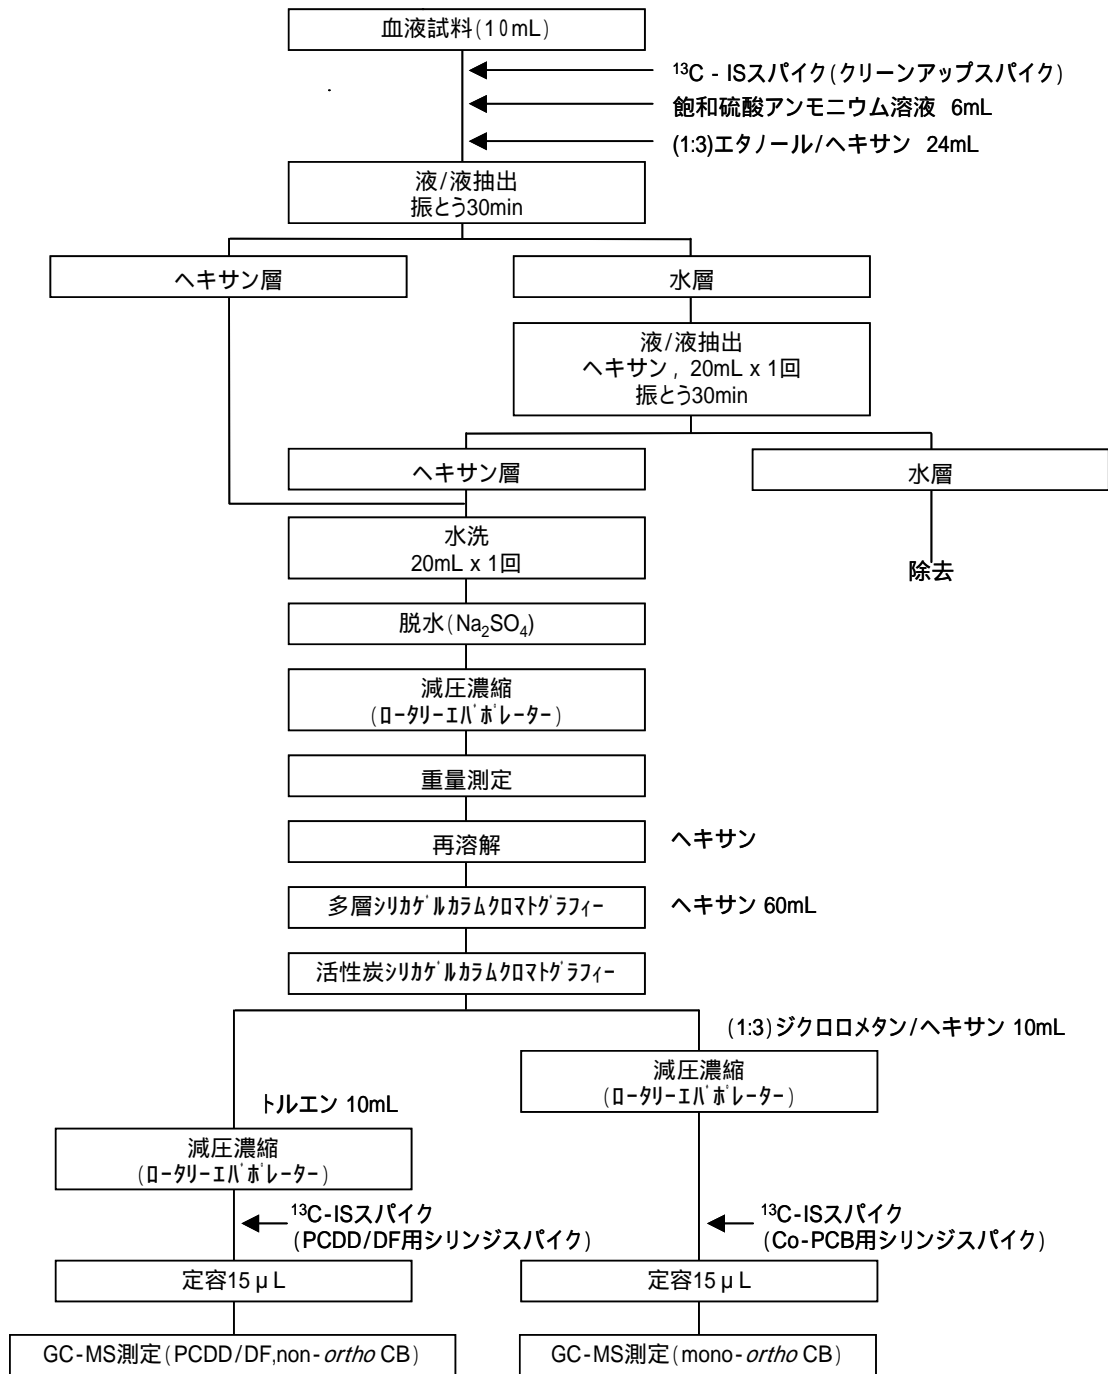 血液試料(10mL)
¹³C - ISスパイク(クリーンアップスパイク)
飽和硫酸アンモニウム溶液 6mL
(1:3)エタノール/ヘキサン 24mL
液/液抽出
振とう30min
ヘキサン層
水層
液/液抽出
ヘキサン, 20mL x 1回
振とう30min
ヘキサン層
水層
水洗
20mL x 1回
除去
脱水(Na₂SO₄)
減圧濃縮
(ﾛｰﾀﾘｰｴﾊﾞﾎﾟﾚｰﾀｰ)
重量測定
再溶解
ヘキサン
多層ｼﾘｶｹﾞﾙｶﾗﾑｸﾛﾏﾄｸﾞﾗﾌｨｰ
ヘキサン 60mL
活性炭ｼﾘｶｹﾞﾙｶﾗﾑｸﾛﾏﾄｸﾞﾗﾌｨｰ
(1:3)ジクロロメタン/ヘキサン 10mL
減圧濃縮
(ﾛｰﾀﾘｰｴﾊﾞﾎﾟﾚｰﾀｰ)
トルエン 10mL
減圧濃縮
(ﾛｰﾀﾘｰｴﾊﾞﾎﾟﾚｰﾀｰ)
¹³C-ISスパイク
(PCDD/DF用シリンジスパイク)
¹³C-ISスパイク
(Co-PCB用シリンジスパイク)
定容15μL
定容15μL
GC-MS測定(PCDD/DF,non-ortho CB)
GC-MS測定(mono-ortho CB)